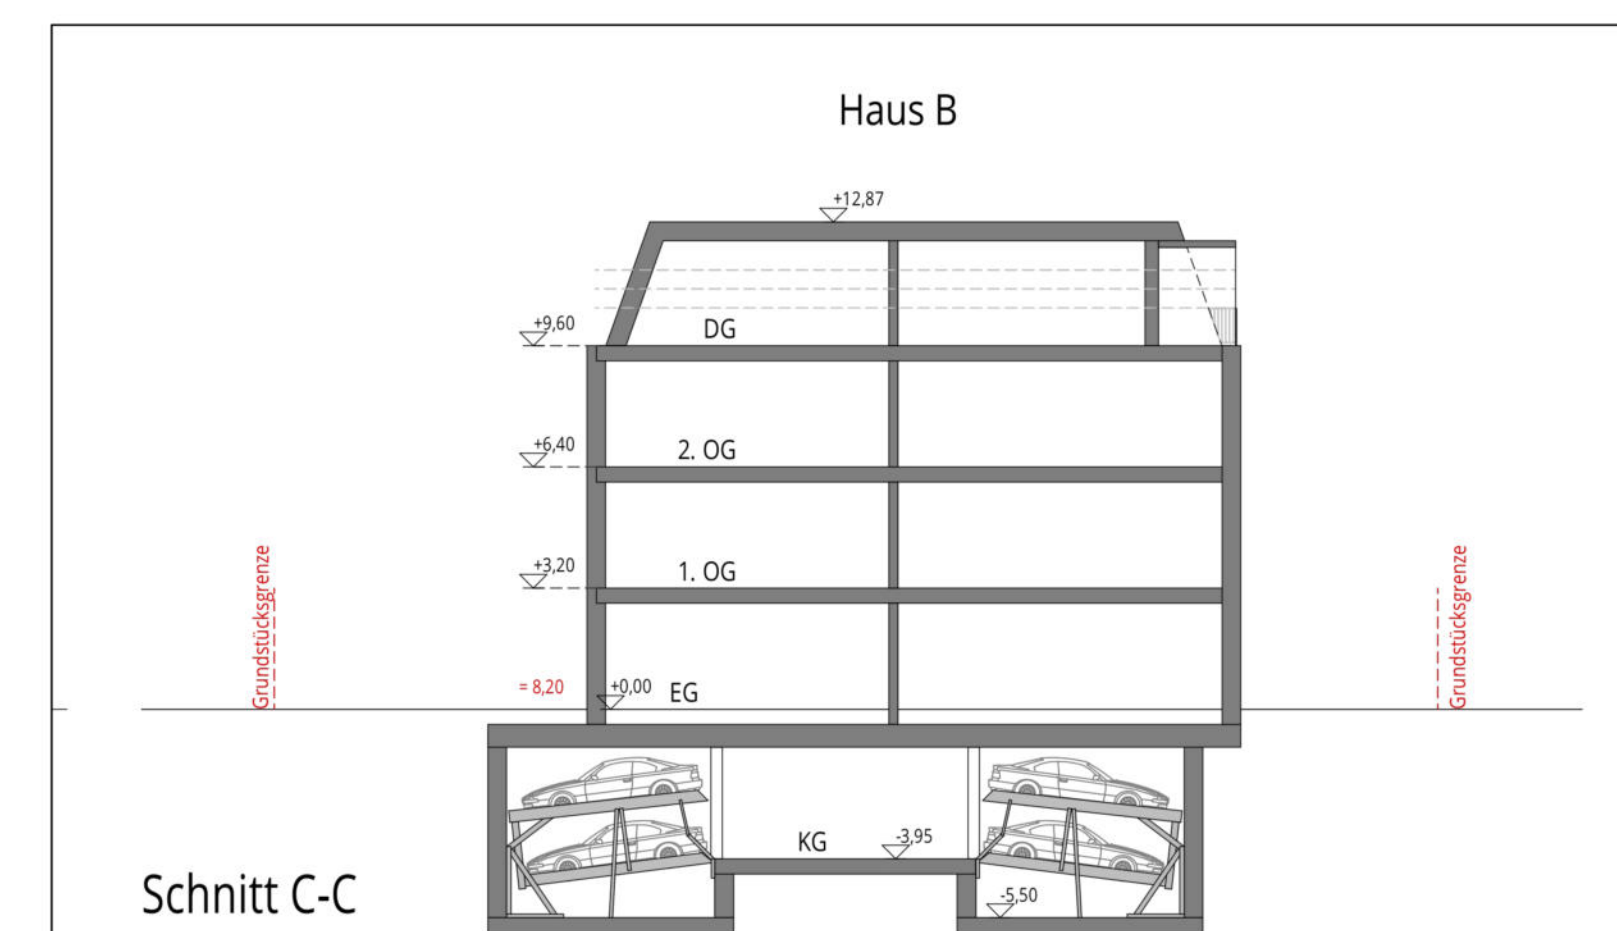 Haus B
+12,87
+9,60
DG
+6,40
2. OG
+3,20
1. OG
Grundstücksgrenze
Grundstücksgrenze
= 8,20
+0,00
EG
KG
-3,95
Schnitt C-C
-5,50